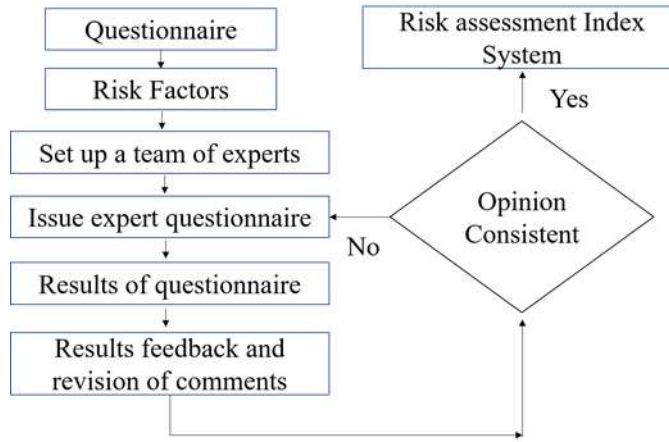 Questionnaire
Risk Factors
Set up a team of experts
Issue expert questionnaire
Results of questionnaire
Results feedback and
revision of comments
Opinion
Consistent
No
Yes
Risk assessment Index
System